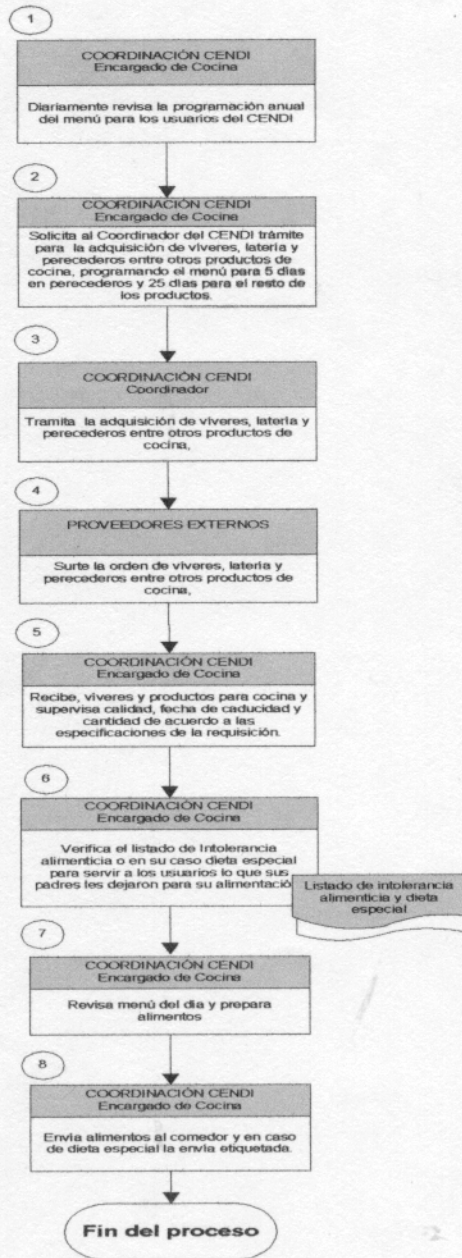 1
COORDINACIÓN CENDI
Encargado de Cocina
Diariamente revisa la programación anual
del menú para los usuarios del CENDI
2
COORDINACIÓN CENDI
Encargado de Cocina
Solicita al Coordinador del CENDI trámite
para la adquisición de víveres, latería y
perecederos entre otros productos de
cocina, programando el menú para 5 días
en perecederos y 25 días para el resto de
los productos.
3
COORDINACIÓN CENDI
Coordinador
Tramita la adquisición de víveres, latería y
perecederos entre otros productos de
cocina,
4
PROVEEDORES EXTERNOS
Surte la orden de víveres, latería y
perecederos entre otros productos de
cocina,
5
COORDINACIÓN CENDI
Encargado de Cocina
Recibe, víveres y productos para cocina y
supervisa calidad, fecha de caducidad y
cantidad de acuerdo a las
especificaciones de la requisición.
6
COORDINACIÓN CENDI
Encargado de Cocina
Verifica el listado de Intolerancia
alimenticia o en su caso dieta especial
para servir a los usuarios lo que sus
padres les dejaron para su alimentació
Listado de intolerancia
alimenticia y dieta
especial
7
COORDINACIÓN CENDI
Encargado de Cocina
Revisa menú del día y prepara
alimentos
8
COORDINACIÓN CENDI
Encargado de Cocina
Envía alimentos al comedor y en caso
de dieta especial la envía etiquetada.
Fin del proceso